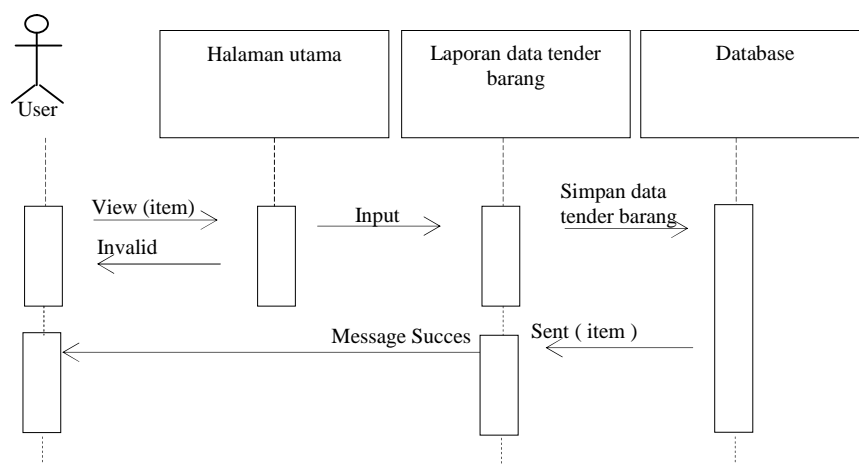 User
Halaman utama
Laporan data tender
barang
Database
View (item)
Invalid
Input
Simpan data
tender barang
Message Succes
Sent ( item )